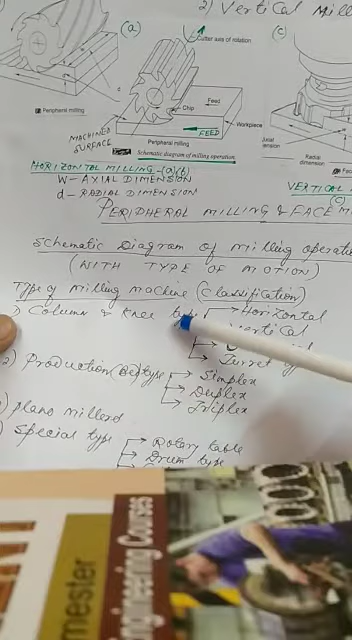 2) Vertical Mill
(a)
(c)
Cutter axis of rotation
Chip
Feed
FEED
Workpiece
Peripheral milling
MACHINED
SURFACE
Peripheral milling
Schematic diagram of milling operation
Axial
Radial
dimension
HORIZONTAL MILLING - (a)(b)
W- AXIAL DIMENSION
d - RADIAL DIMENSION
VERTICAL
(c)
PERIPHERAL MILLING & FACE M
Schematic Diagram of milling operati
(WITH TYPE OF MOTION)
Type of milling machine (Classification)
Column & Knee type
Horizontal
Vertical
Turret
2) Production (Bed) type
Simplex
Duplex
Triplex
Plano millers
Special type
Rotary table
Drum type
mester
ngineering Courses